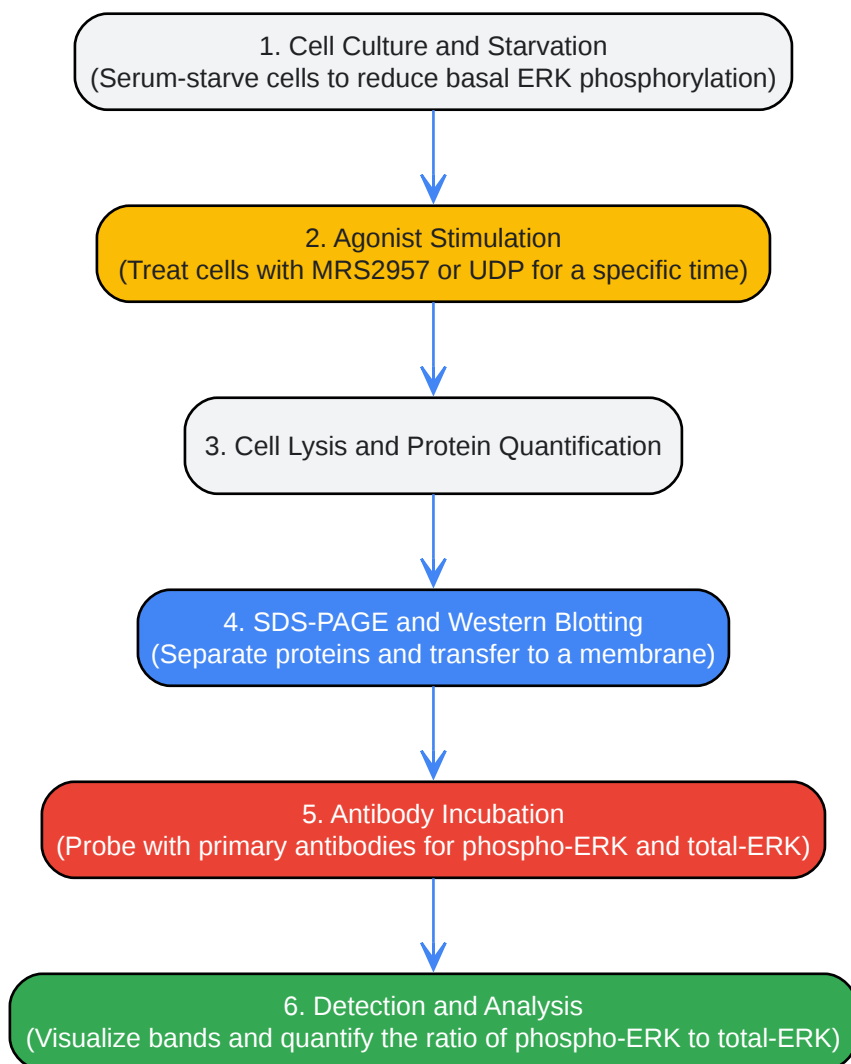 1. Cell Culture and Starvation
(Serum-starve cells to reduce basal ERK phosphorylation)
2. Agonist Stimulation
(Treat cells with MRS2957 or UDP for a specific time)
3. Cell Lysis and Protein Quantification
4. SDS-PAGE and Western Blotting
(Separate proteins and transfer to a membrane)
5. Antibody Incubation
(Probe with primary antibodies for phospho-ERK and total-ERK)
6. Detection and Analysis
(Visualize bands and quantify the ratio of phospho-ERK to total-ERK)